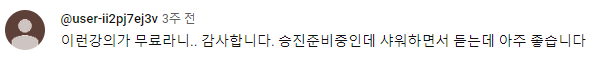 @user-ii2pj7ej3v 3주 전
이런강의가 무료라니.. 감사합니다. 승진준비중인데 샤워하면서 듣는데 아주 좋습니다